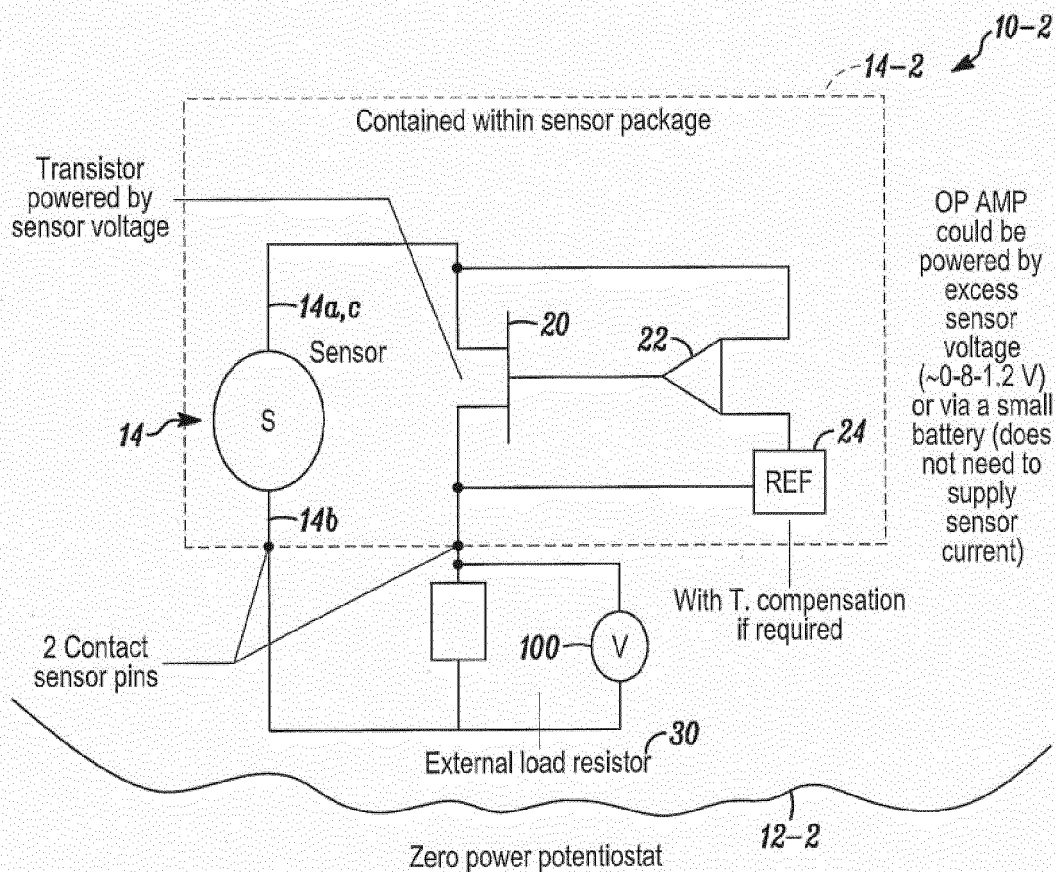 10-2
14-2
Contained within sensor package
Transistor
powered by
sensor voltage
14a,c
Sensor
20
22
OP AMP
could be
powered by
excess
sensor
voltage
(~0-8-1.2 V)
or via a small
battery (does
not need to
supply
sensor
current)
14
S
24
REF
14b
With T. compensation
if required
2 Contact
sensor pins
100
V
External load resistor
30
12-2
Zero power potentiostat